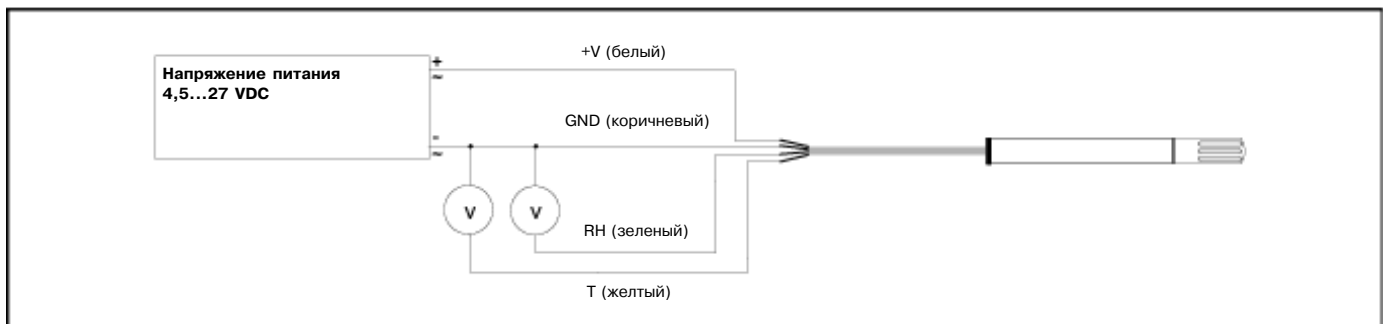 +V (белый)
+
~
Напряжение питания
4,5...27 VDC
GND (коричневый)
-
~
V
V
RH (зеленый)
T (желтый)